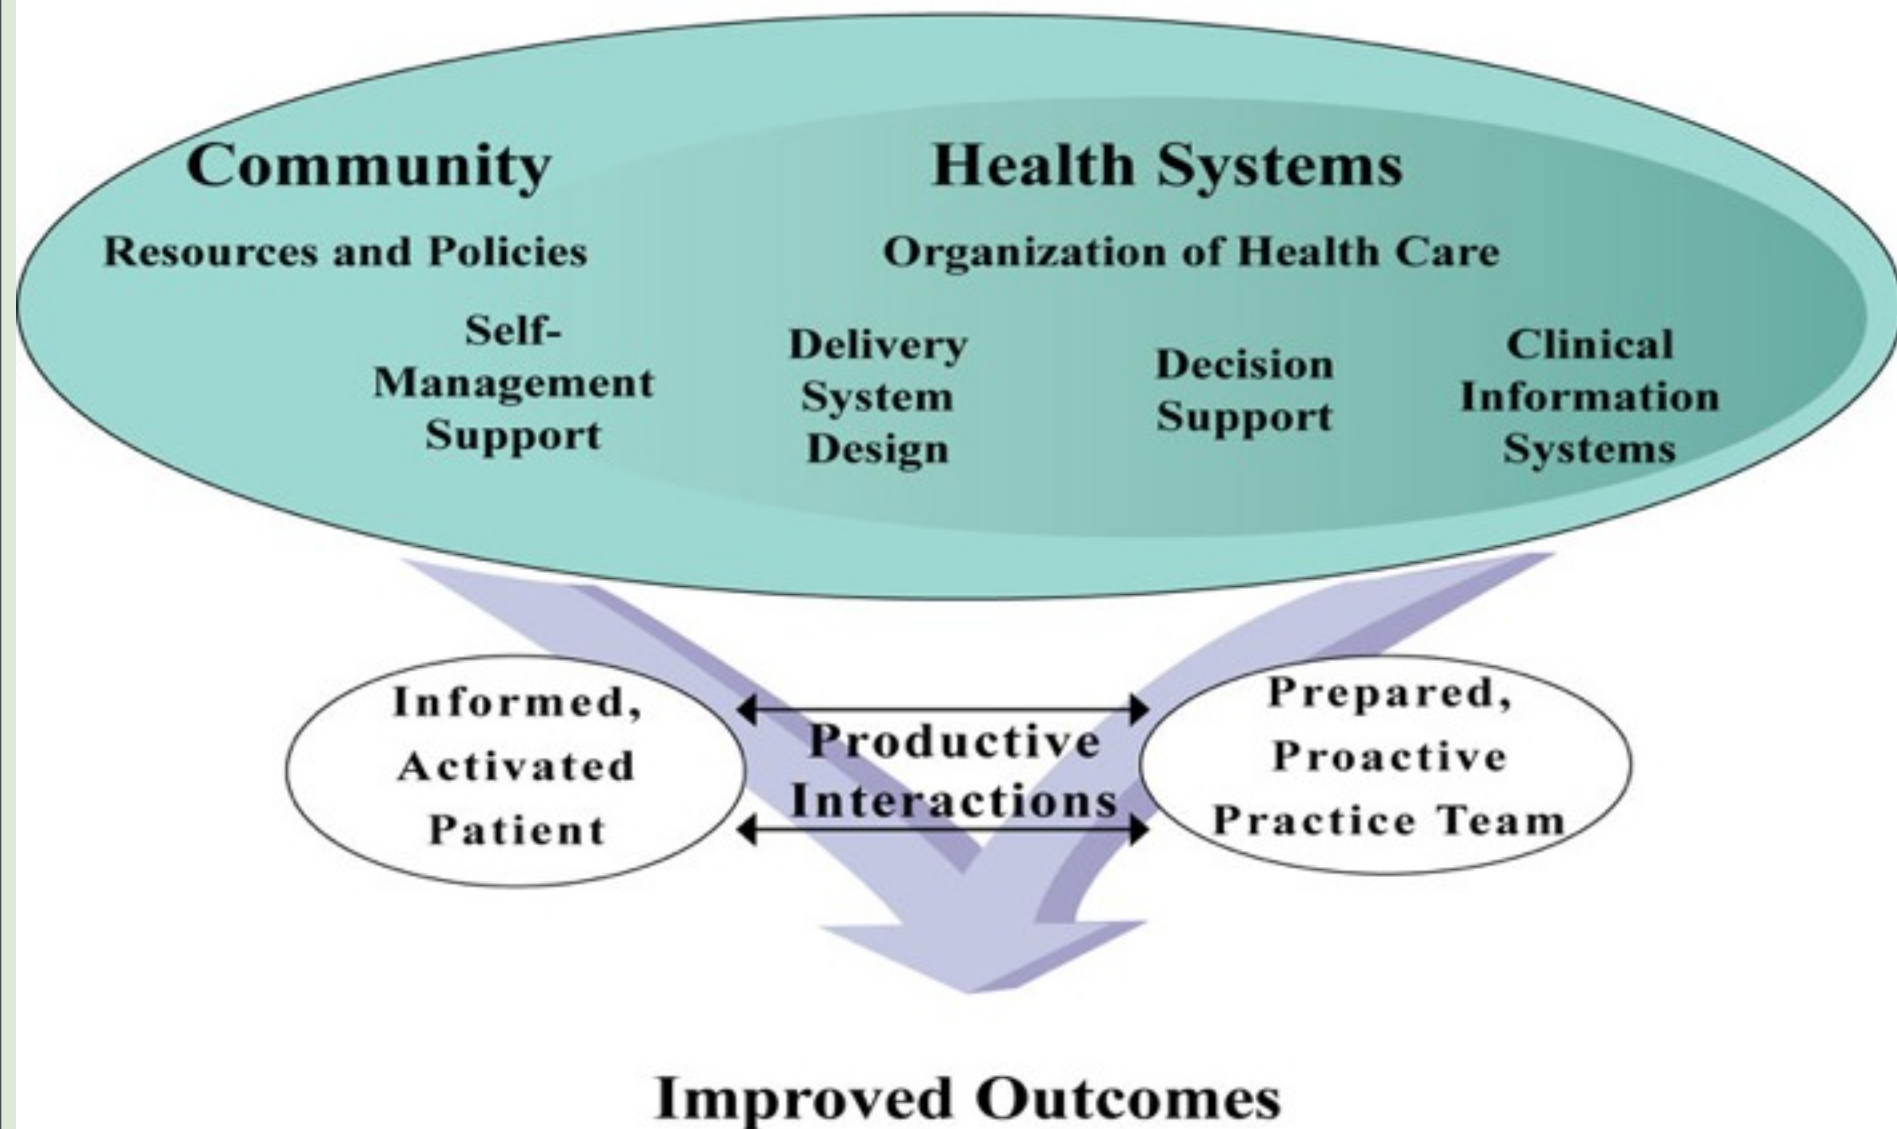 Community
Resources and Policies
Health Systems
Organization of Health Care
Self-
Management
Support
Delivery
System
Design
Decision
Support
Clinical
Information
Systems
Informed,
Activated
Patient
Productive
Interactions
Prepared,
Proactive
Practice Team
Improved Outcomes